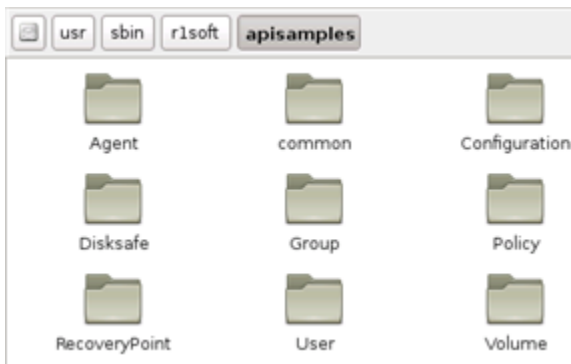 usr sbin r1soft apisamples
Agent common Configuration
Disksafe Group Policy
RecoveryPoint User Volume